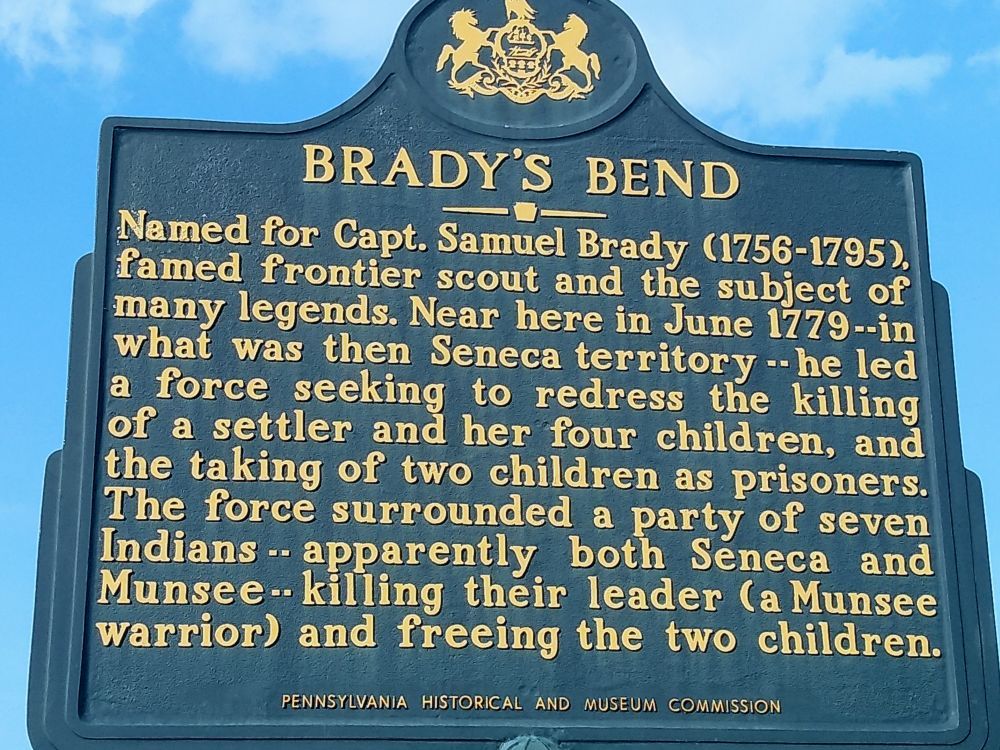 BRADY'S BEND
Named for Capt. Samuel Brady (1756-1795),
famed frontier scout and the subject of
many legends. Near here in June 1779--in
what was then Seneca territory--he led
a force seeking to redress the killing
of a settler and her four children, and
the taking of two children as prisoners.
The force surrounded a party of seven
Indians--apparently both Seneca and
Munsee--killing their leader (a Munsee
warrior) and freeing the two children.
PENNSYLVANIA HISTORICAL AND MUSEUM COMMISSION